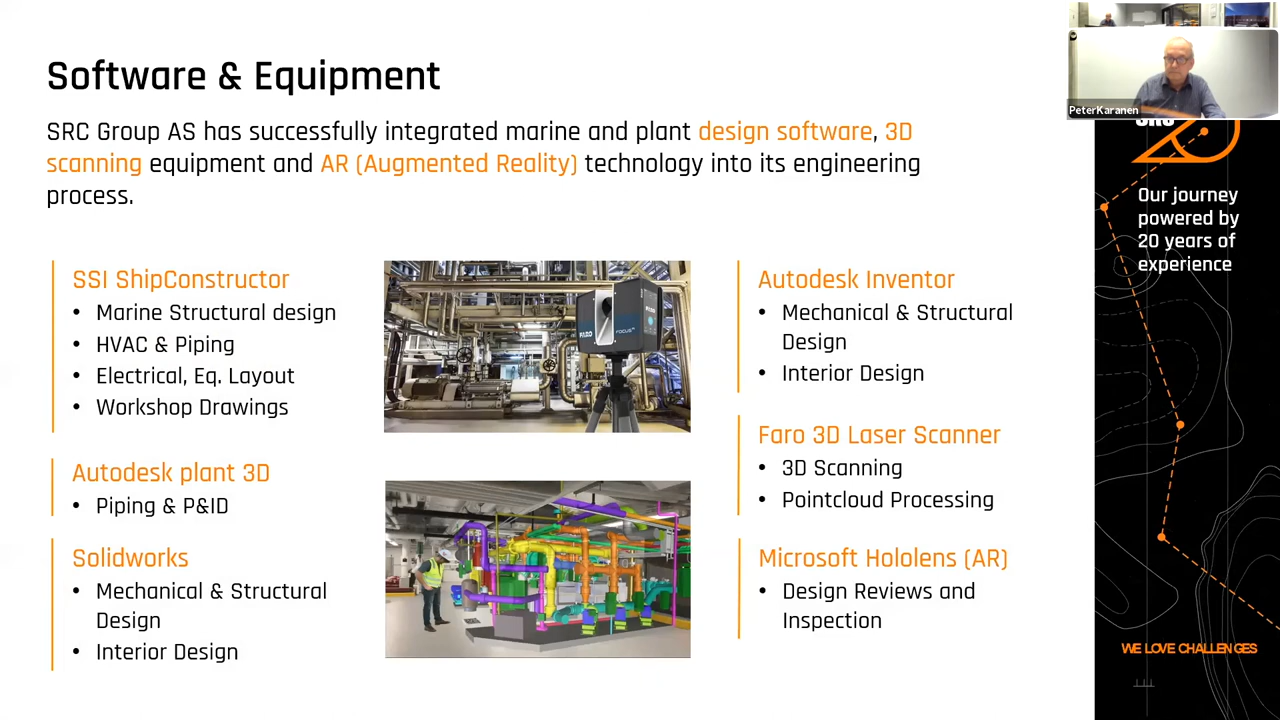 Software & Equipment
SRC Group AS has successfully integrated marine and plant design software, 3D
scanning equipment and AR (Augmented Reality) technology into its engineering
process.
SSI ShipConstructor
• Marine Structural design
• HVAC & Piping
• Electrical, Eq. Layout
• Workshop Drawings
Autodesk plant 3D
• Piping & P&ID
Solidworks
• Mechanical & Structural
Design
• Interior Design
FARO
FOCUS
Autodesk Inventor
• Mechanical & Structural
Design
• Interior Design
Faro 3D Laser Scanner
• 3D Scanning
• Pointcloud Processing
Microsoft Hololens (AR)
• Design Reviews and
Inspection
PeterKaranen
SRC
Our journey
powered by
20 years of
experience
WE LOVE CHALLENGES